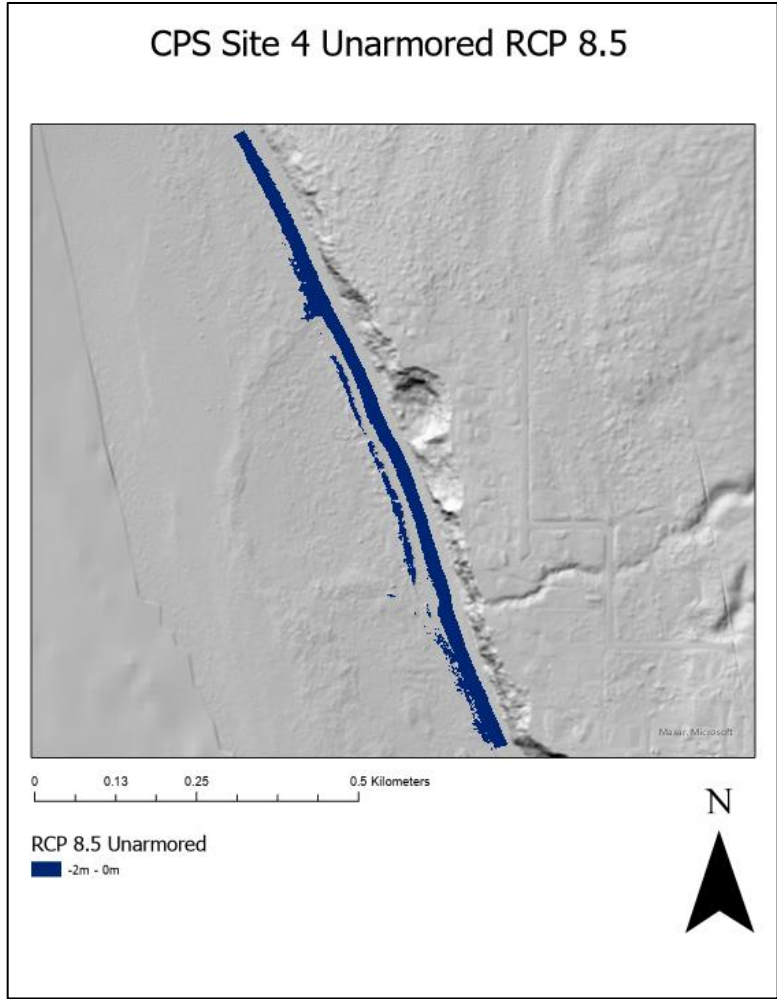 CPS Site 4 Unarmored RCP 8.5
Maxar, Microsoft
0 0.13 0.25 0.5 Kilometers
N
RCP 8.5 Unarmored
-2m - 0m